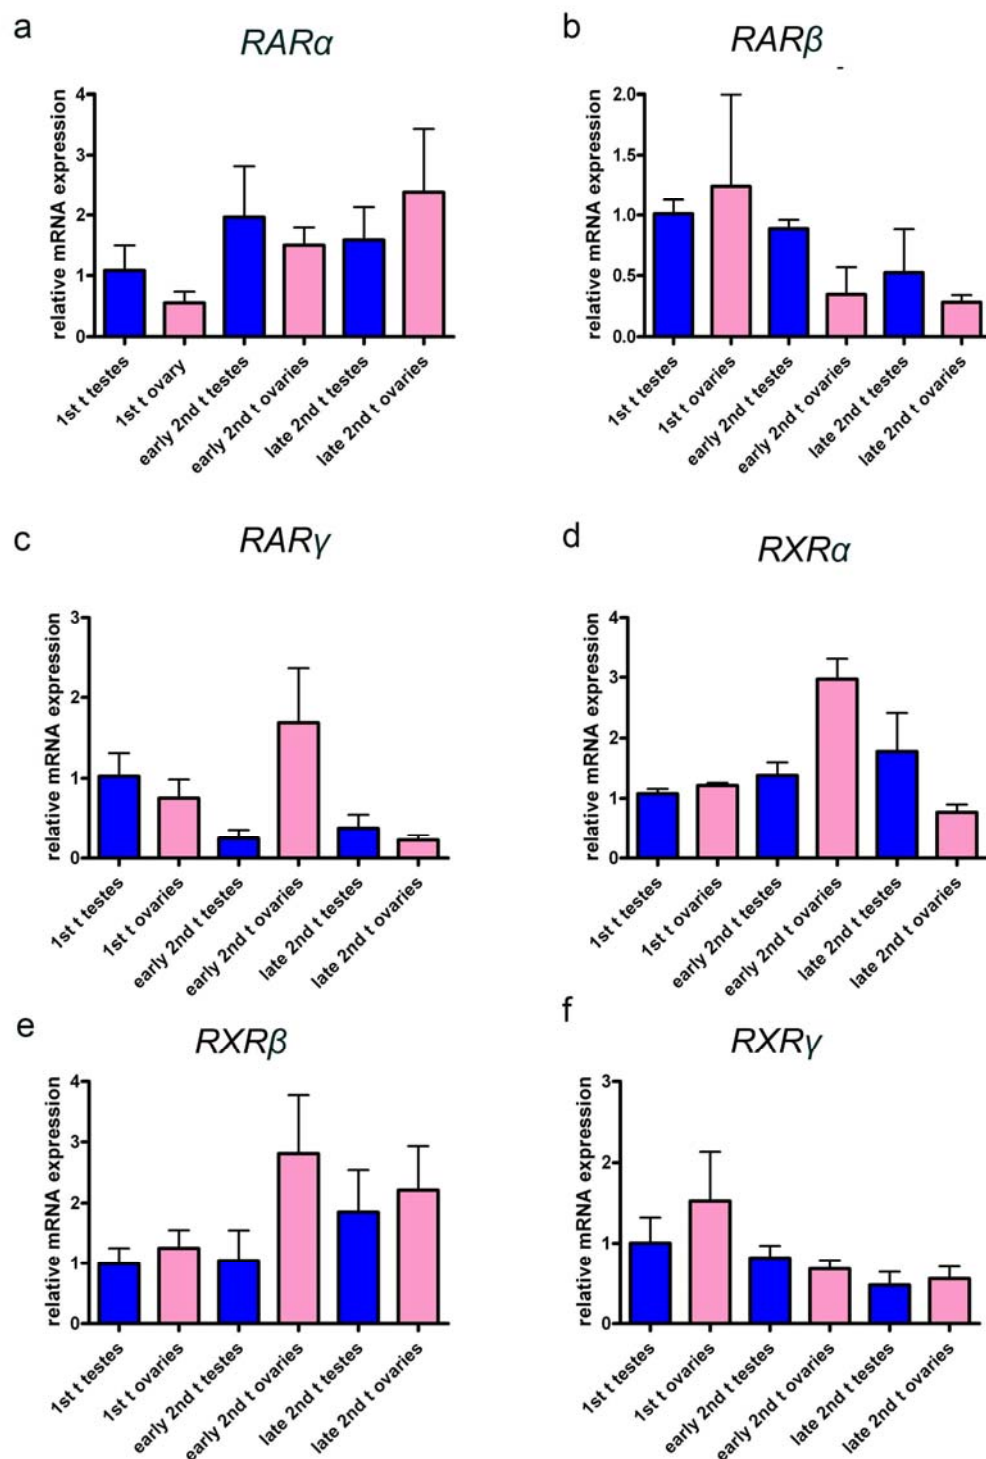 a
RARα
relative mRNA expression
4
3
2
1
0
1st t testes
1st t ovary
early 2nd t testes
early 2nd t ovaries
late 2nd t testes
late 2nd t ovaries
b
RARβ
relative mRNA expression
2.0
1.5
1.0
0.5
0.0
1st t testes
1st t ovaries
early 2nd t testes
early 2nd t ovaries
late 2nd t testes
late 2nd t ovaries
c
RARγ
relative mRNA expression
3
2
1
0
1st t testes
1st t ovaries
early 2nd t testes
early 2nd t ovaries
late 2nd t testes
late 2nd t ovaries
d
RXRα
relative mRNA expression
4
3
2
1
0
1st t testes
1st t ovaries
early 2nd t testes
early 2nd t ovaries
late 2nd t testes
late 2nd t ovaries
e
RXRβ
relative mRNA expression
4
3
2
1
0
1st t testes
1st t ovaries
early 2nd t testes
early 2nd t ovaries
late 2nd t testes
late 2nd t ovaries
f
RXRγ
relative mRNA expression
3
2
1
0
1st t testes
1st t ovaries
early 2nd t testes
early 2nd t ovaries
late 2nd t testes
late 2nd t ovaries